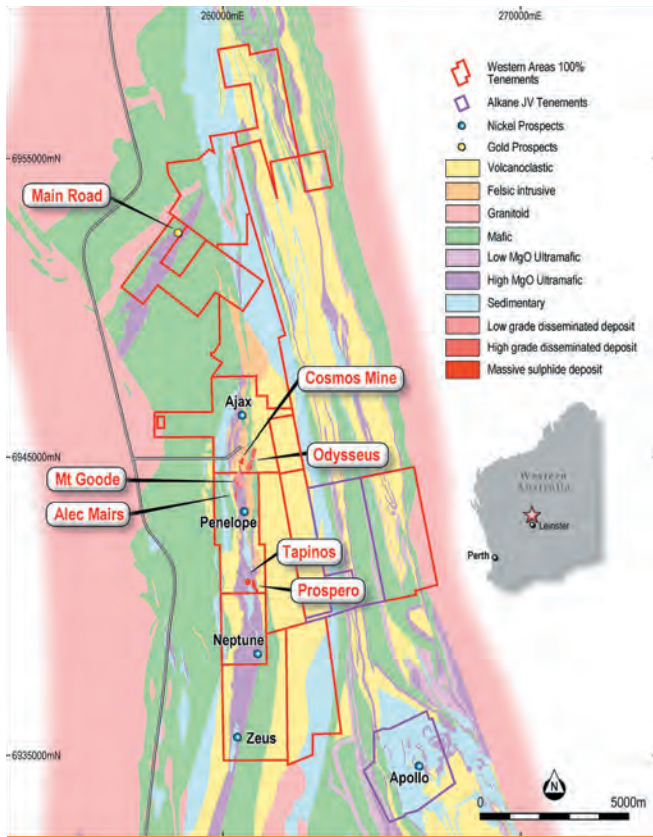 260000mE
270000mE
Western Areas 100%
Tenements
Alkane JV Tenements
Nickel Prospects
Gold Prospects
Volcanoclastic
Felsic intrusive
Granitoid
Mafic
Low MgO Ultramafic
High MgO Ultramafic
Sedimentary
Low grade disseminated deposit
High grade disseminated deposit
Massive sulphide deposit
6955000mN
Main Road
Cosmos Mine
Ajax
Odysseus
6945000mN
Mt Goode
Alec Mairs
Penelope
Western
Australia
Leinster
Perth
Tapinos
Prospero
Neptune
Zeus
6935000mN
Apollo
N
0
5000m